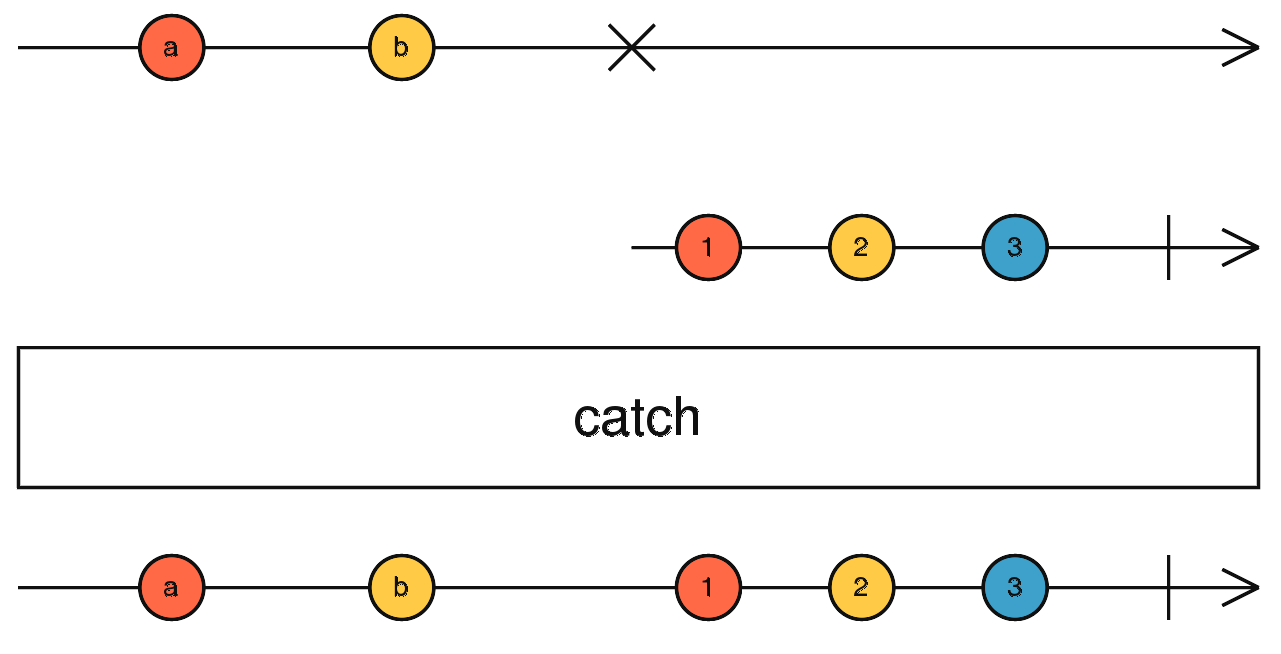 a b
1 2 3
catch
a b 1 2 3